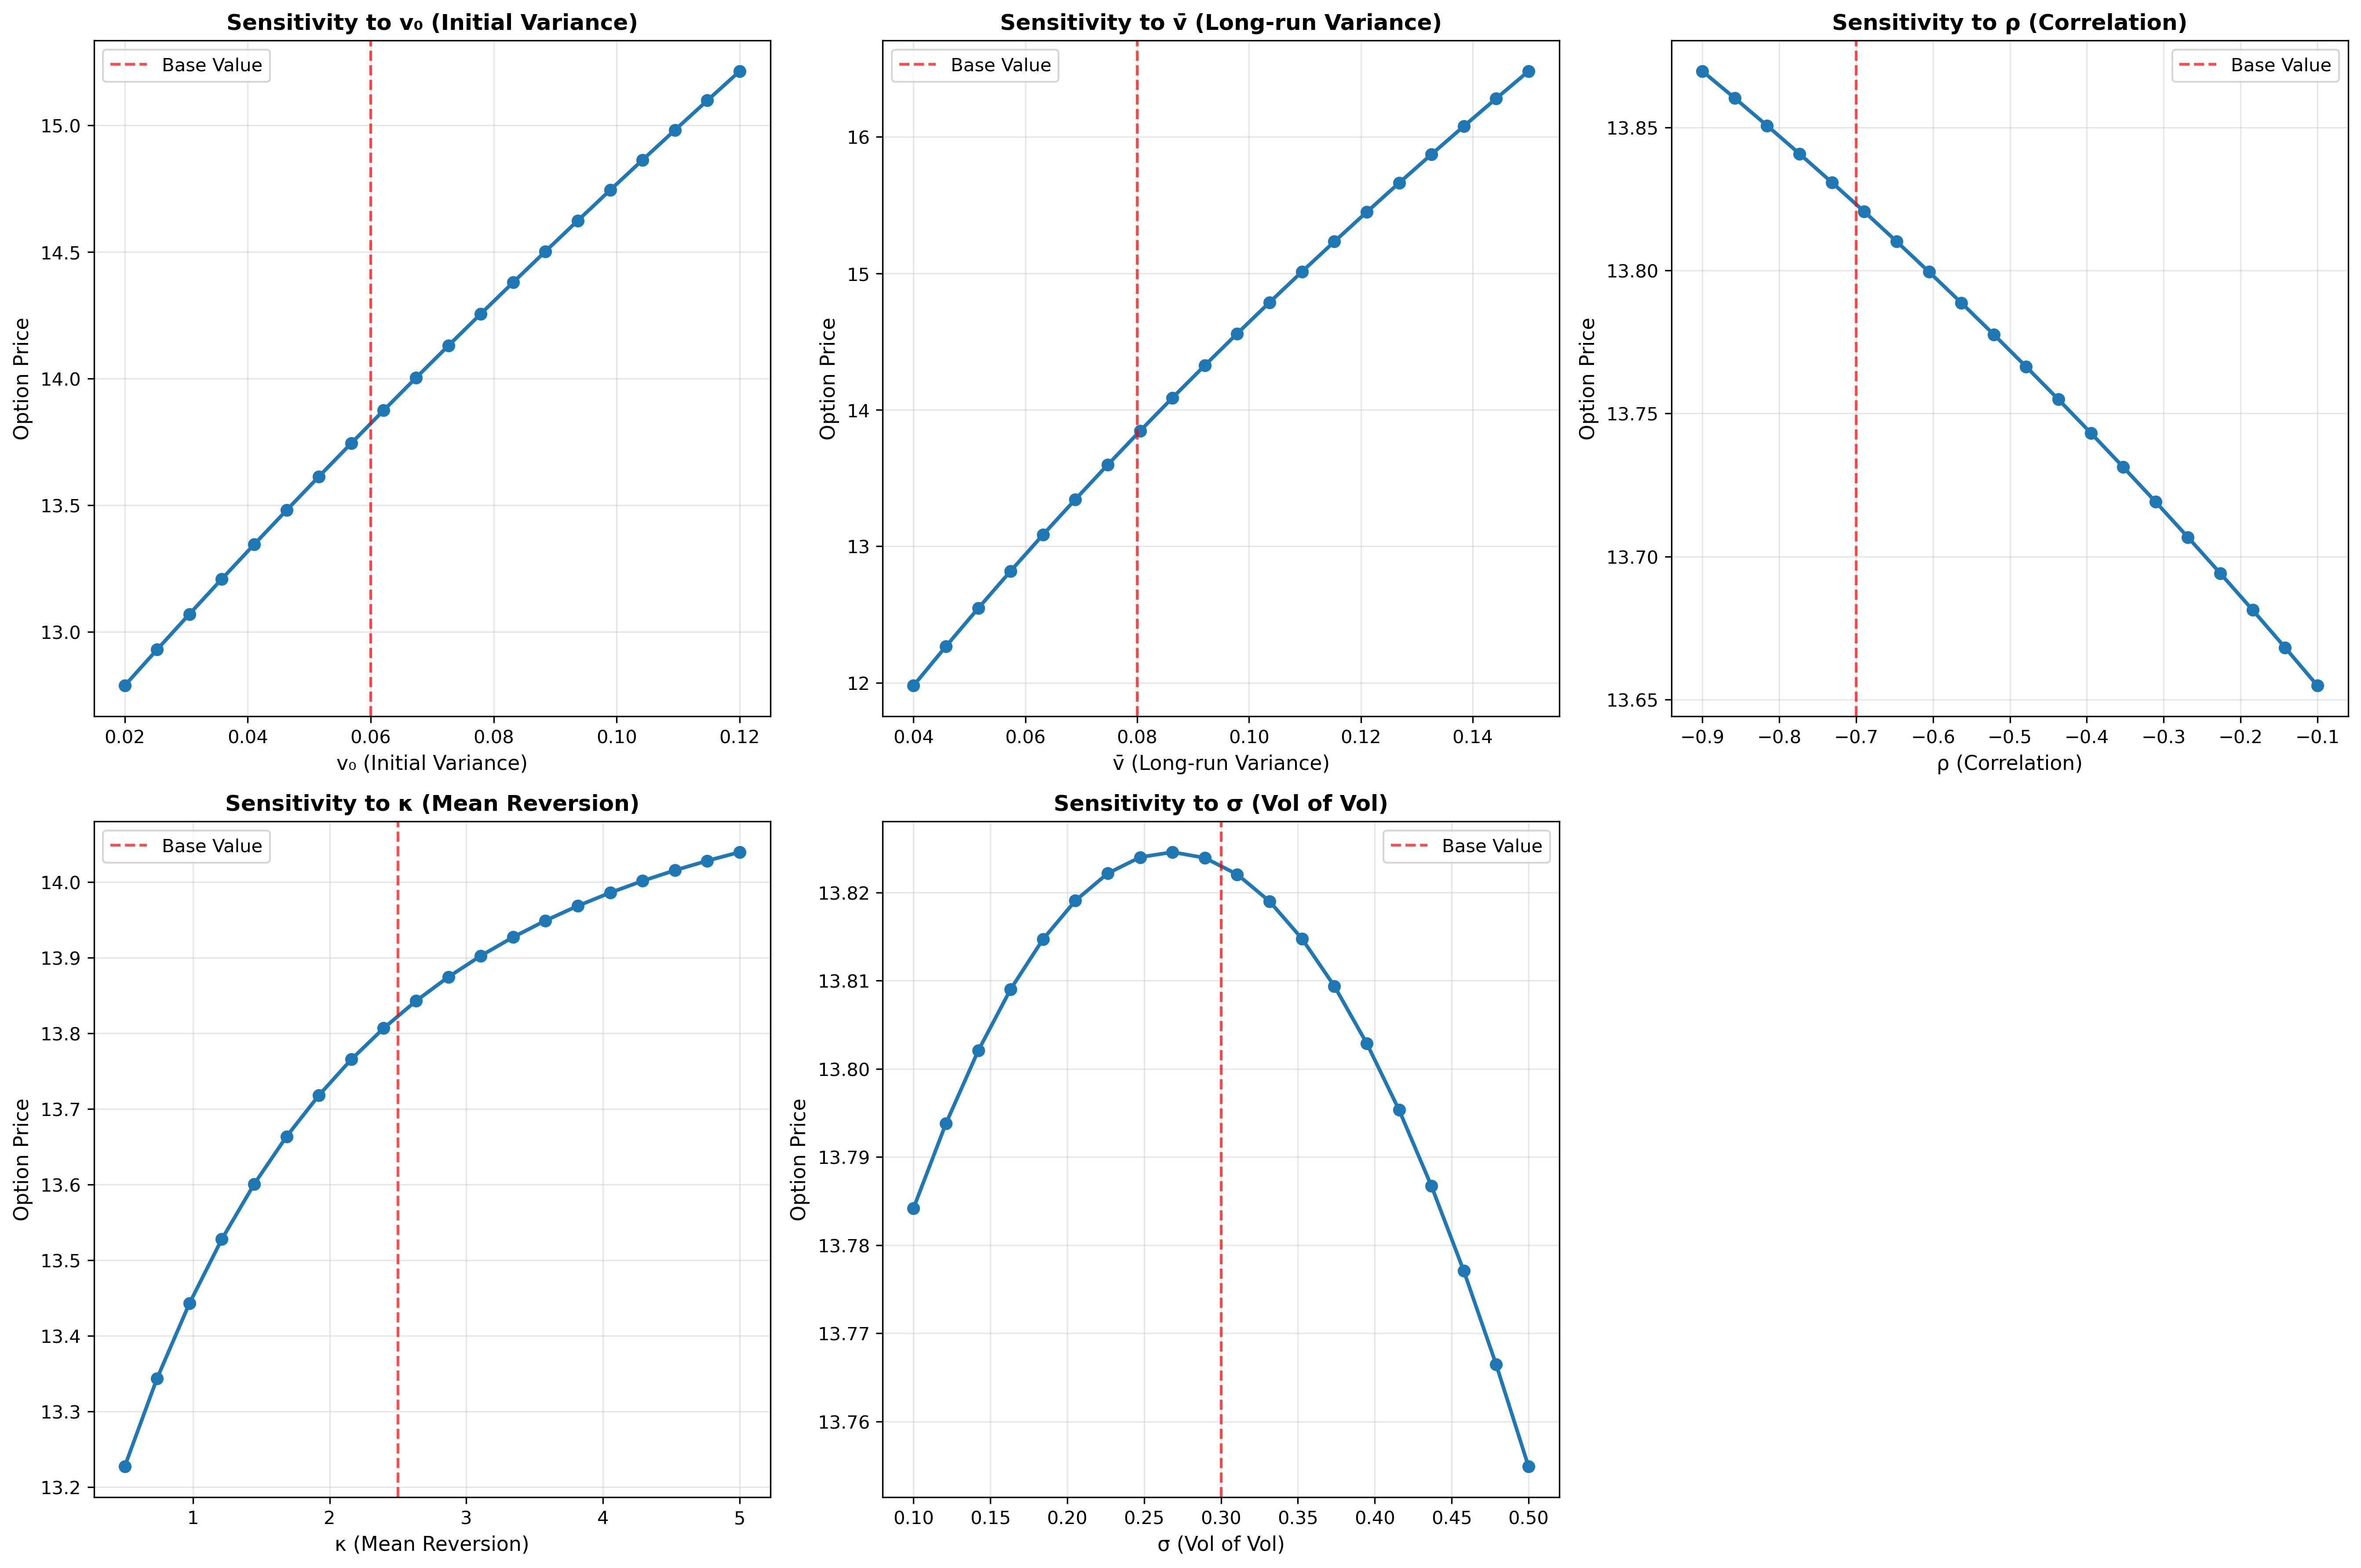 Sensitivity to v₀ (Initial Variance)
Base Value
Option Price
15.0
14.5
14.0
13.5
13.0
0.02 0.04 0.06 0.08 0.10 0.12
v₀ (Initial Variance)
Sensitivity to v̄ (Long-run Variance)
Base Value
Option Price
16
15
14
13
12
0.04 0.06 0.08 0.10 0.12 0.14
v̄ (Long-run Variance)
Sensitivity to ρ (Correlation)
Base Value
Option Price
13.85
13.80
13.75
13.70
13.65
−0.9 −0.8 −0.7 −0.6 −0.5 −0.4 −0.3 −0.2 −0.1
ρ (Correlation)
Sensitivity to κ (Mean Reversion)
Base Value
Option Price
14.0
13.9
13.8
13.7
13.6
13.5
13.4
13.3
13.2
1 2 3 4 5
κ (Mean Reversion)
Sensitivity to σ (Vol of Vol)
Base Value
Option Price
13.82
13.81
13.80
13.79
13.78
13.77
13.76
0.10 0.15 0.20 0.25 0.30 0.35 0.40 0.45 0.50
σ (Vol of Vol)